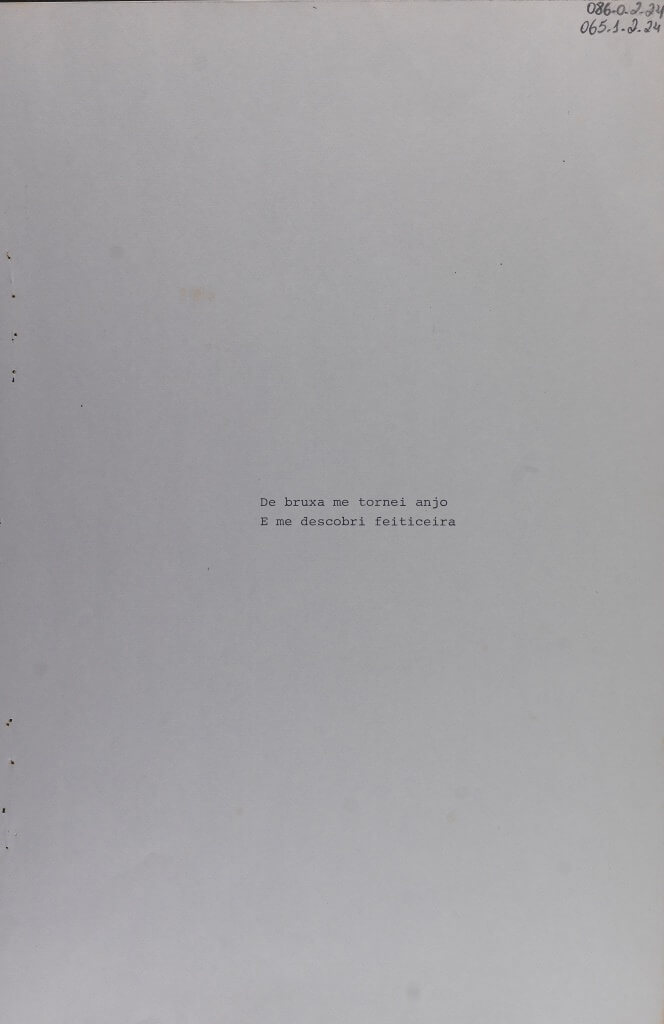 086.0.2.24
065.1.2.24
De bruxa me tornei anjo
E me descobri feiticeira